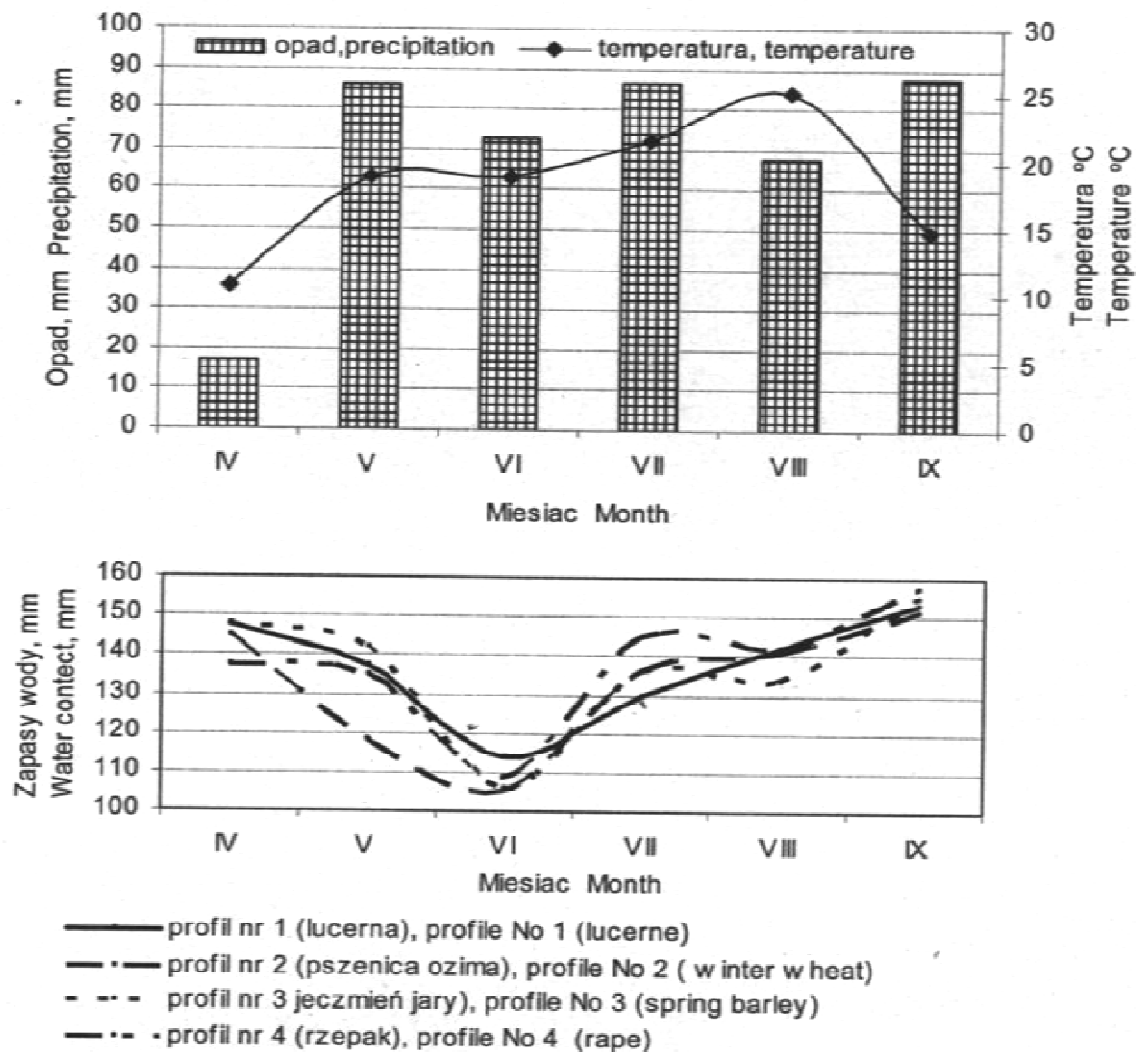 100
90
80
70
60
50
40
30
20
10
0
Opad, mm Precipitation, mm
opad,precipitation
temperatura, temperature
30
25
20
15
10
5
0
Temperetura ºC
Temperature ºC
IV V VI VII VIII IX
Miesiac Month
160
150
140
130
120
110
100
Zapasy wody, mm
Water contect, mm
IV V VI VII VIII IX
Miesiac Month
profil nr 1 (lucerna), profile No 1 (lucerne)
profil nr 2 (pszenica ozima), profile No 2 ( w inter w heat)
profil nr 3 jeczmień jary), profile No 3 (spring barley)
profil nr 4 (rzepak), profile No 4 (rape)